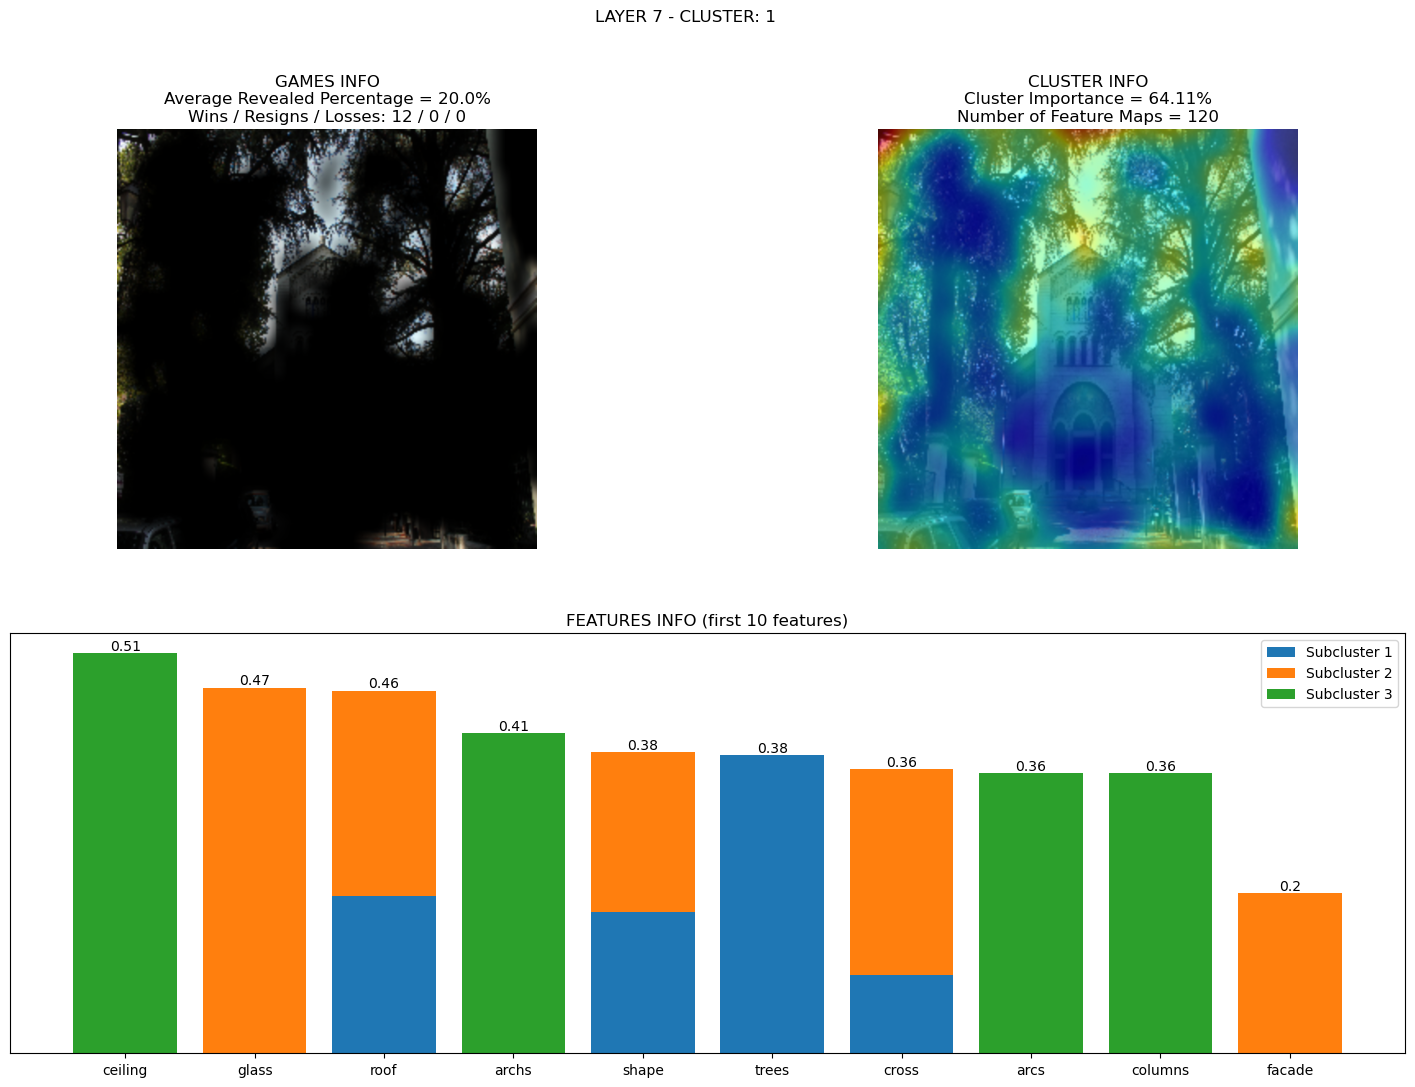 LAYER 7 - CLUSTER: 1
GAMES INFO
Average Revealed Percentage = 20.0%
Wins / Resigns / Losses: 12 / 0 / 0
CLUSTER INFO
Cluster Importance = 64.11%
Number of Feature Maps = 120
FEATURES INFO (first 10 features)
Subcluster 1
Subcluster 2
Subcluster 3
0.51
0.47
0.46
0.41
0.38
0.38
0.36
0.36
0.36
0.2
ceiling
glass
roof
archs
shape
trees
cross
arcs
columns
facade